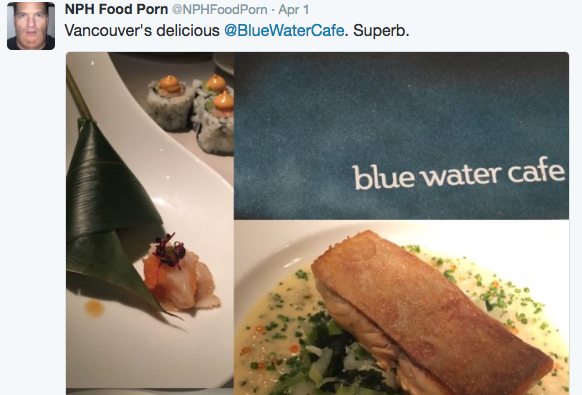 NPH Food Porn @NPHFoodPorn · Apr 1
Vancouver's delicious @BlueWaterCafe. Superb.
blue water cafe